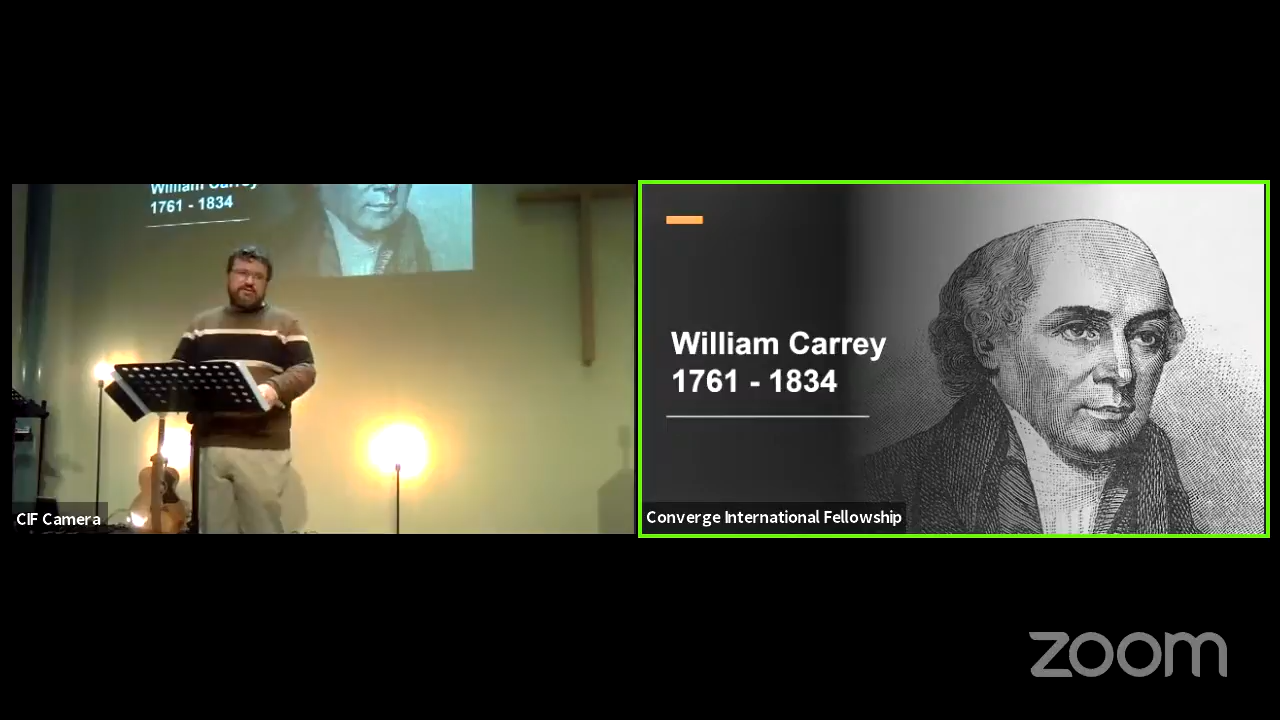 William Carrey
1761 - 1834
CIF Camera
William Carrey
1761 - 1834
Converge International Fellowship
zoom